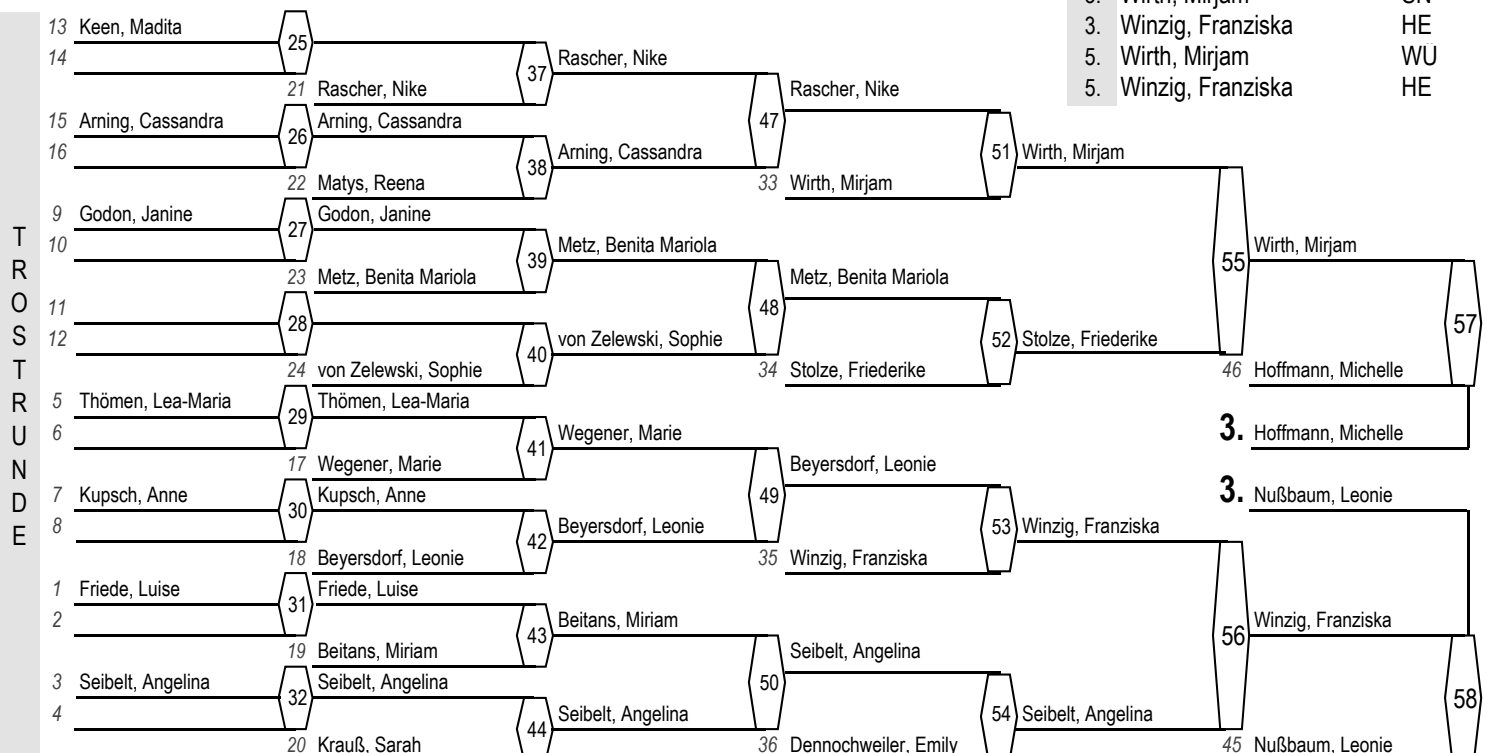 3. Wirth, Mirjam
3. Winzig, Franziska HE
5. Wirth, Mirjam WÜ
5. Winzig, Franziska HE
TROSTRUNDE
13 Keen, Madita
14
25
21 Rascher, Nike
37
Rascher, Nike
15 Arning, Cassandra
16
26
Arning, Cassandra
22 Matys, Reena
38
Arning, Cassandra
47
Rascher, Nike
33 Wirth, Mirjam
51
Wirth, Mirjam
9 Godon, Janine
10
27
Godon, Janine
23 Metz, Benita Mariola
39
Metz, Benita Mariola
11
12
28
24 von Zelewski, Sophie
40
von Zelewski, Sophie
48
Metz, Benita Mariola
34 Stolze, Friederike
52
Stolze, Friederike
55
Wirth, Mirjam
46 Hoffmann, Michelle
57
3. Hoffmann, Michelle
5 Thömen, Lea-Maria
6
29
Thömen, Lea-Maria
17 Wegener, Marie
41
Wegener, Marie
7 Kupsch, Anne
8
30
Kupsch, Anne
18 Beyersdorf, Leonie
42
Beyersdorf, Leonie
49
Beyersdorf, Leonie
35 Winzig, Franziska
53
Winzig, Franziska
3. Nußbaum, Leonie
1 Friede, Luise
2
31
Friede, Luise
19 Beitans, Miriam
43
Beitans, Miriam
3 Seibelt, Angelina
4
32
Seibelt, Angelina
20 Krauß, Sarah
44
Seibelt, Angelina
50
Seibelt, Angelina
36 Dennochweiler, Emily
54
Seibelt, Angelina
56
Winzig, Franziska
45 Nußbaum, Leonie
58